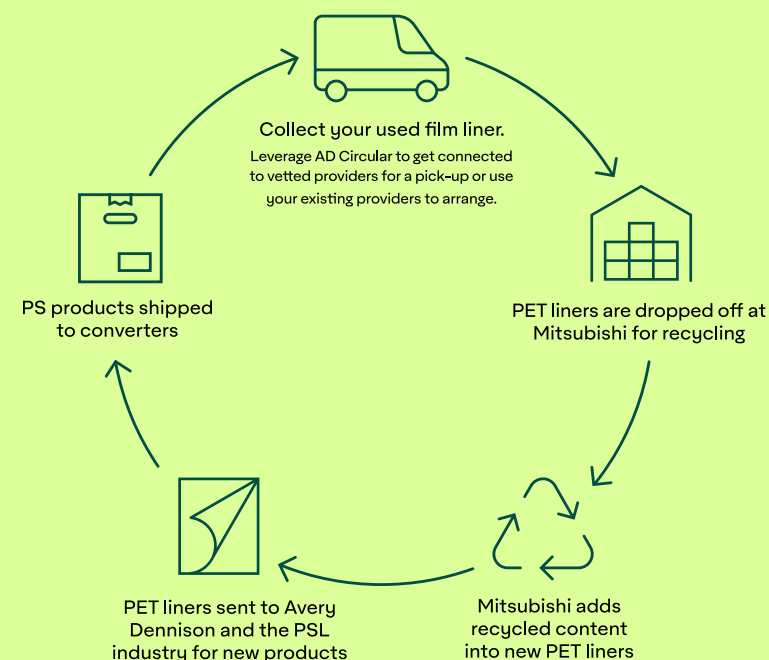 Collect your used film liner.
Leverage AD Circular to get connected
to vetted providers for a pick-up or use
your existing providers to arrange.
PET liners are dropped off at
Mitsubishi for recycling
Mitsubishi adds
recycled content
into new PET liners
PET liners sent to Avery
Dennison and the PSL
industry for new products
PS products shipped
to converters